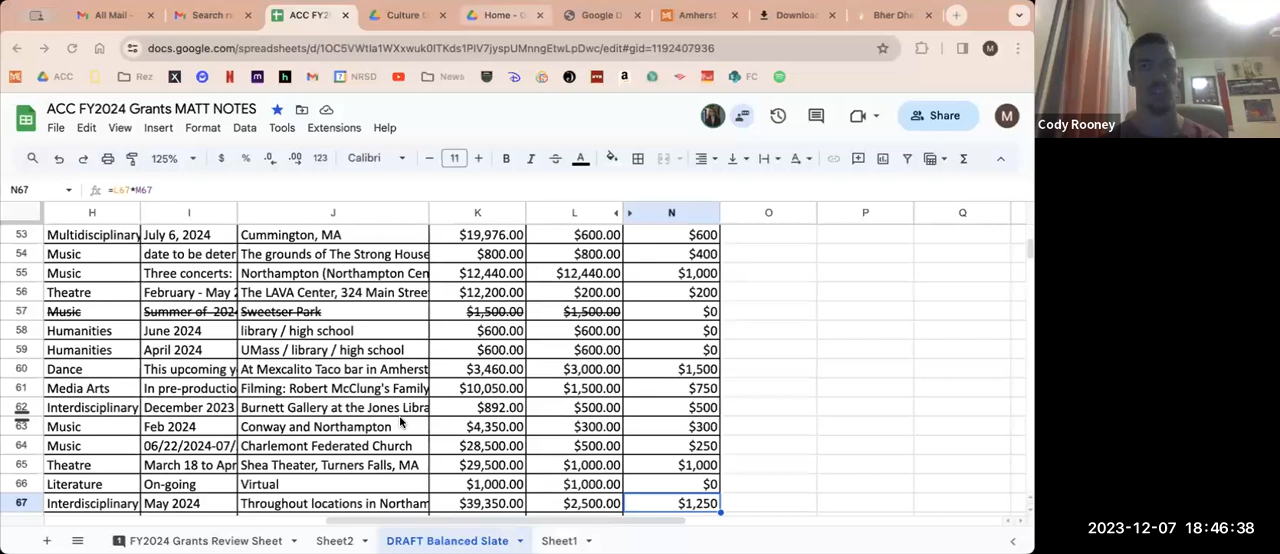 All Mail -
Search r
ACC FY2
Culture
Home -
Google D
Amherst
Downloa
Bher Dhe
docs.google.com/spreadsheets/d/1OC5VWtla1WXxwuk0lTKds1PIV7jyspUMnngEtwLpDwc/edit#gid=1192407936
M
ACC
Rez
NRSD
YouTube
News
FC
ACC FY2024 Grants MATT NOTES
File Edit View Insert Format Data Tools Extensions Help
Share
M
Cody Rooney
125% $ % .0 .00 123 Calibri 11
N67 =L67*M67
H I J K L N O P Q
53 Multidisciplinary July 6, 2024 Cummington, MA $19,976.00 $600.00 $600
54 Music date to be deter The grounds of The Strong House $800.00 $800.00 $400
55 Music Three concerts: Northampton (Northampton Cen $12,440.00 $12,440.00 $1,000
56 Theatre February - May 2 The LAVA Center, 324 Main Stree $12,200.00 $200.00 $200
57 Music Summer of 202 Sweetser Park $1,500.00 $1,500.00 $0
58 Humanities June 2024 library / high school $600.00 $600.00 $0
59 Humanities April 2024 UMass / library / high school $600.00 $600.00 $0
60 Dance This upcoming y At Mexcalito Taco bar in Amherst $3,460.00 $3,000.00 $1,500
61 Media Arts In pre-productio Filming: Robert McClung's Family $10,050.00 $1,500.00 $750
62 Interdisciplinary December 2023 Burnett Gallery at the Jones Libra $892.00 $500.00 $500
63 Music Feb 2024 Conway and Northampton $4,350.00 $300.00 $300
64 Music 06/22/2024-07/ Charlemont Federated Church $28,500.00 $500.00 $250
65 Theatre March 18 to Apr Shea Theater, Turners Falls, MA $29,500.00 $1,000.00 $1,000
66 Literature On-going Virtual $1,000.00 $1,000.00 $0
67 Interdisciplinary May 2024 Throughout locations in Northam $39,350.00 $2,500.00 $1,250
1 FY2024 Grants Review Sheet Sheet2 DRAFT Balanced Slate Sheet1
2023-12-07 18:46:38